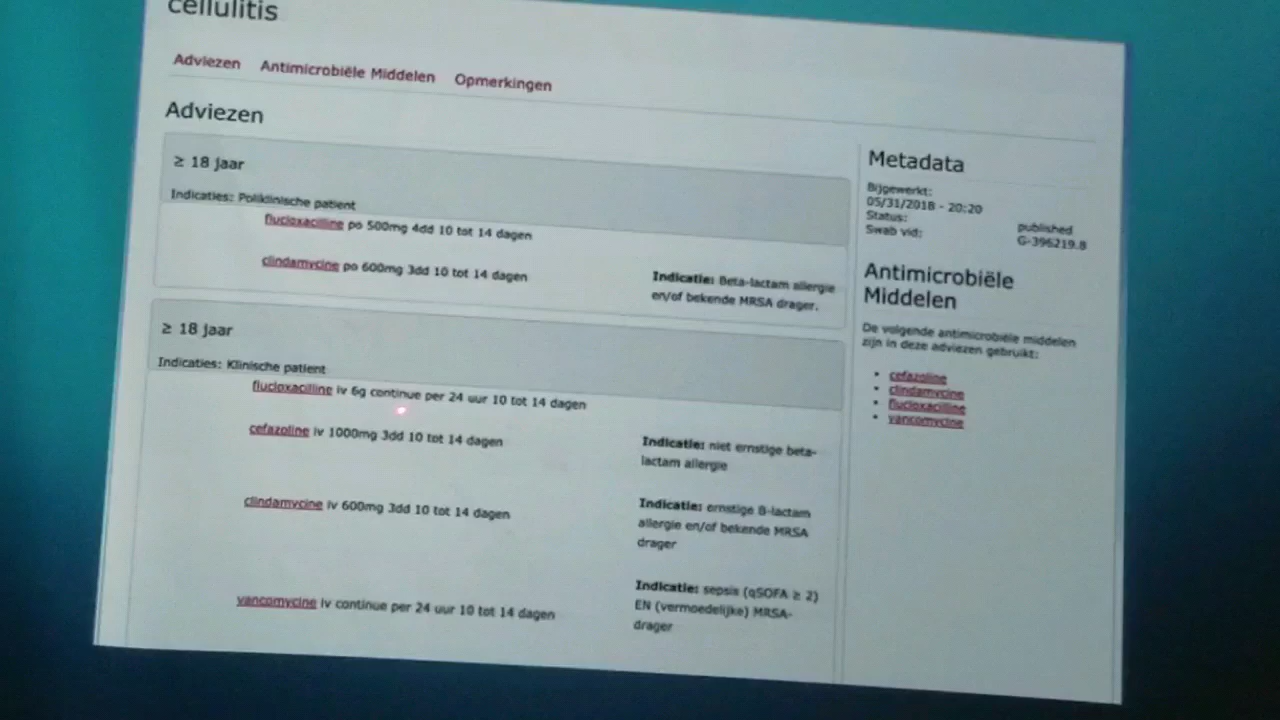 cellulitis
Adviezen Antimicrobiële Middelen Opmerkingen
Adviezen
≥ 18 jaar
Indicaties: Poliklinische patient
flucloxacilline po 500mg 4dd 10 tot 14 dagen
clindamycine po 600mg 3dd 10 tot 14 dagen
Indicatie: Beta-lactam allergie
en/of bekende MRSA drager.
≥ 18 jaar
Indicaties: Klinische patient
flucloxacilline iv 6g continue per 24 uur 10 tot 14 dagen
cefazoline iv 1000mg 3dd 10 tot 14 dagen
Indicatie: niet ernstige beta-
lactam allergie
clindamycine iv 600mg 3dd 10 tot 14 dagen
Indicatie: ernstige B-lactam
allergie en/of bekende MRSA
drager
vancomycine iv continue per 24 uur 10 tot 14 dagen
Indicatie: sepsis (qSOFA ≥ 2)
EN (vermoedelijke) MRSA-
drager
Metadata
Bijgewerkt:
05/31/2018 - 20:20
Status: published
Swab vid: G-396219.8
Antimicrobiële
Middelen
De volgende antimicrobiële middelen
zijn in deze adviezen gebruikt:
• cefazoline
• clindamycine
• flucloxacilline
• vancomycine